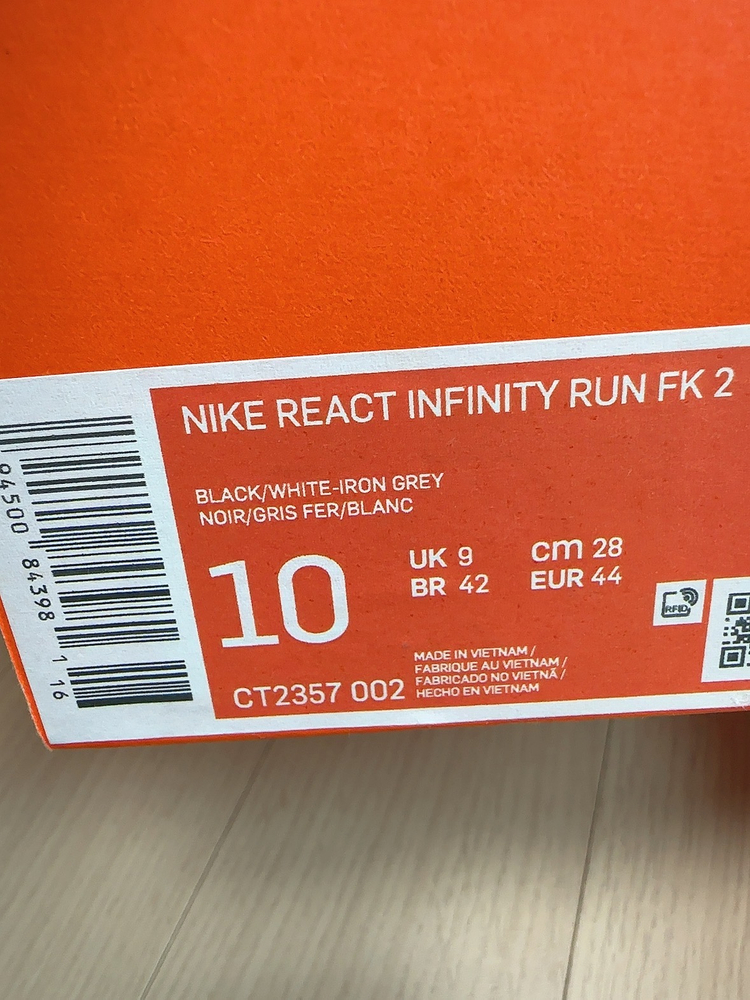 NIKE REACT INFINITY RUN FK 2
BLACK/WHITE-IRON GREY
NOIR/GRIS FER/BLANC
10
UK 9
cm 28
BR 42
EUR 44
RFID
CT2357 002
MADE IN VIETNAM /
FABRIQUE AU VIETNAM /
FABRICADO NO VIETNÃ /
HECHO EN VIETNAM
94500 84398 1 16